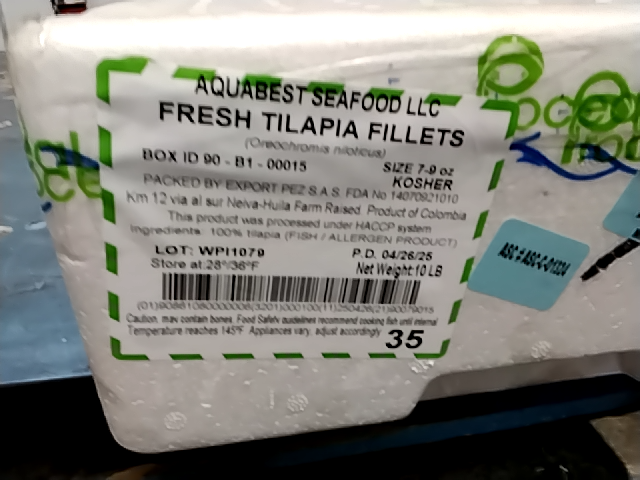 AQUABEST SEAFOOD LLC
FRESH TILAPIA FILLETS
(Oreochromis niloticus)
BOX ID 90 - B1 - 00015
SIZE 7-9 oz
KOSHER
PACKED BY EXPORT PEZ S.A.S. FDA No 14070921010
Km 12 via al sur Neiva-Huila Farm Raised Product of Colombia
This product was processed under HACCP system
Ingredients: 100% tilapia (FISH / ALLERGEN PRODUCT)
LOT: WPI1079
P.D. 04/26/25
Store at:28°/36°F
Net Weight:10 LB
Caution, may contain bones. Food Safety guidelines recommend cooking fish until internal
Temperature reaches 145°F. Appliances vary, adjust accordingly
35